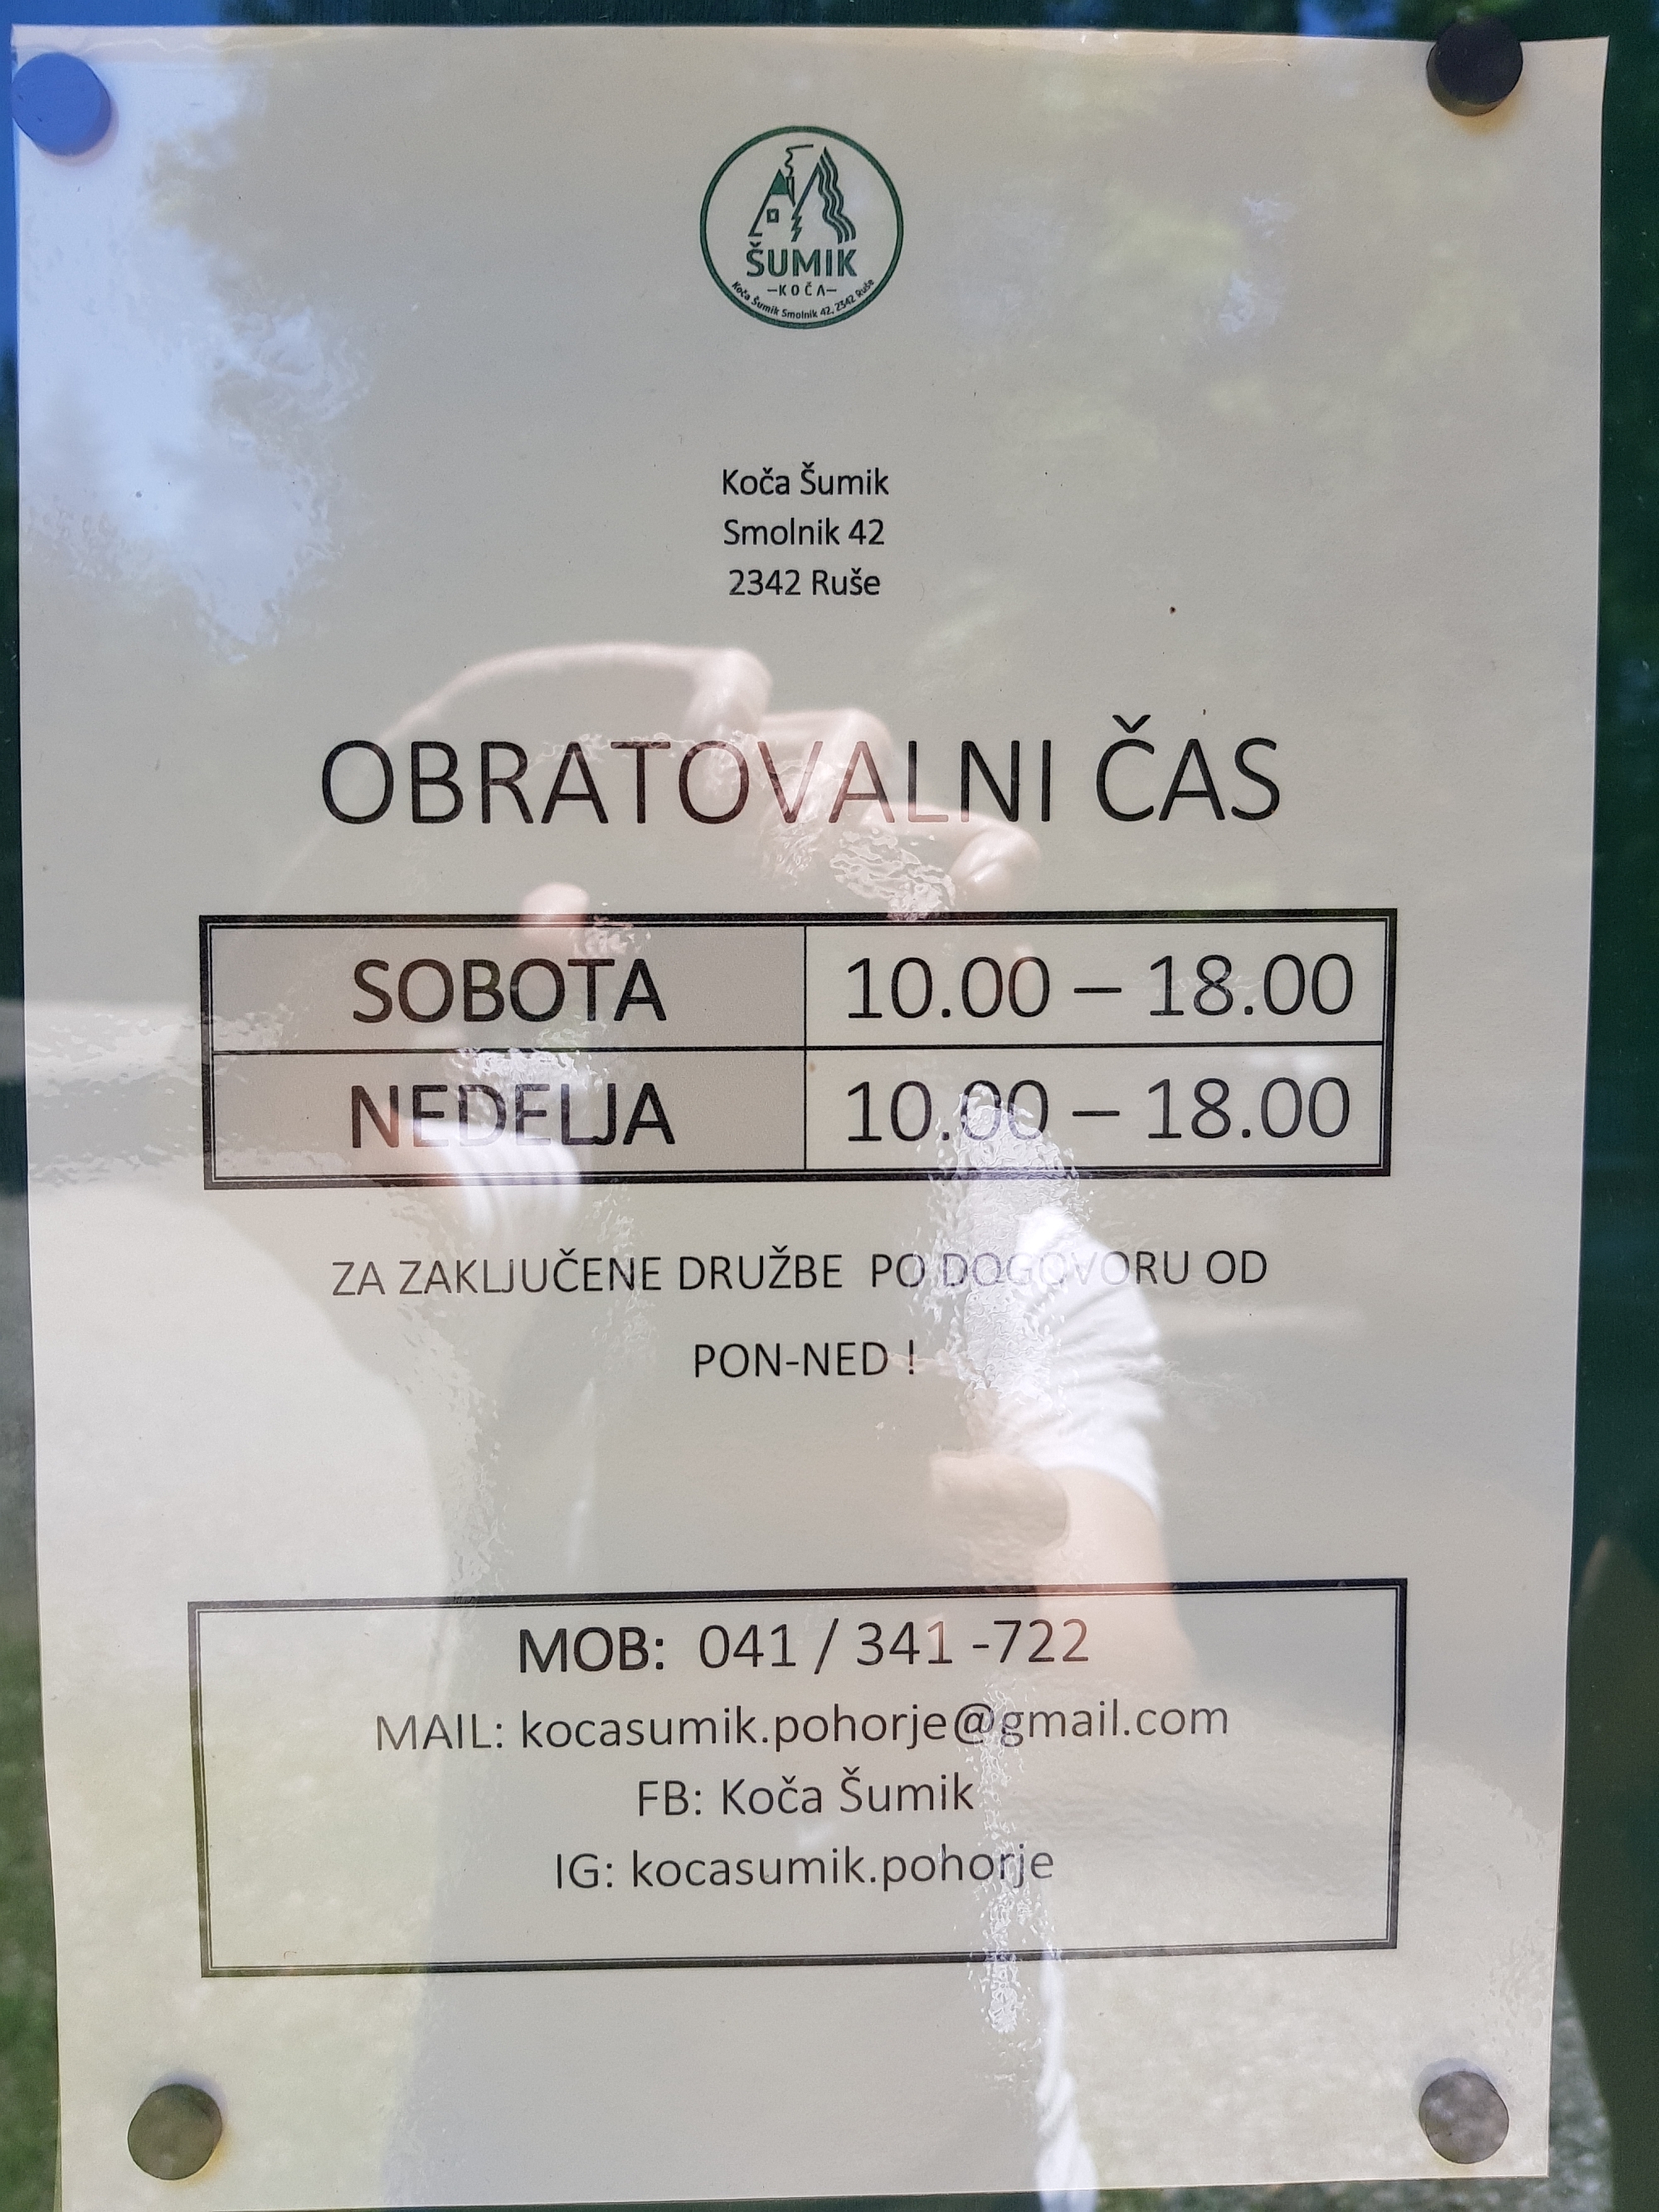 ŠUMIK
–KOČA–
Koča Šumik Smolnik 42, 2342 Ruše
Koča Šumik
Smolnik 42
2342 Ruše
OBRATOVALNI ČAS
SOBOTA 10.00 – 18.00
NEDELJA 10.00 – 18.00
ZA ZAKLJUČENE DRUŽBE PO DOGOVORU OD
PON-NED !
MOB: 041 / 341 -722
MAIL: kocasumik.pohorje@gmail.com
FB: Koča Šumik
IG: kocasumik.pohorje